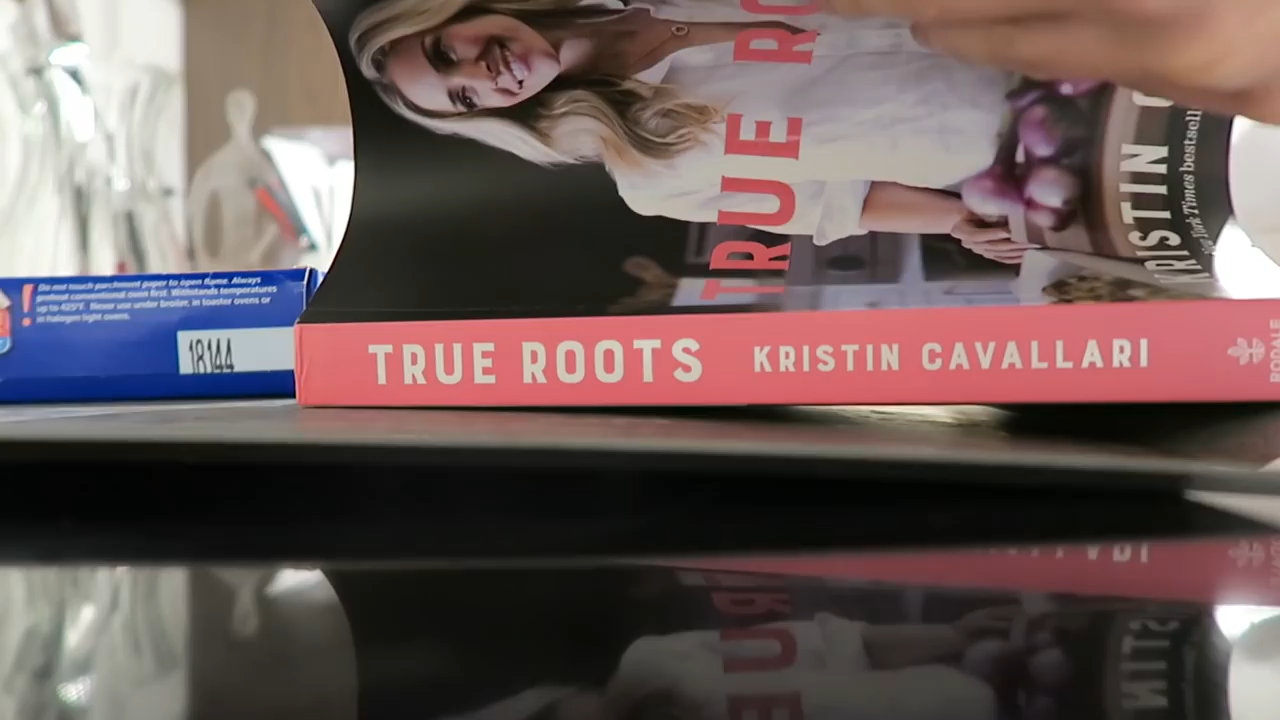 Do not touch parchment paper to open flame. Always
preheat conventional oven first. Withstands temperatures
up to 425°F. Never use under broiler, in toaster ovens or
in halogen light ovens.
18144
TRUE RO
KRISTIN C
New York Times bestsell
TRUE ROOTS KRISTIN CAVALLARI
RODALE